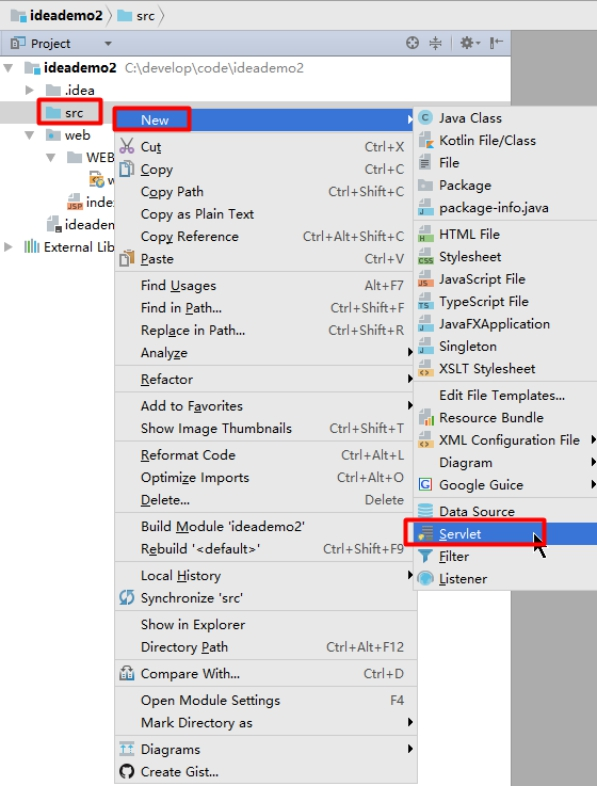 ideademo2 src
Project
ideademo2 C:\develop\code\ideademo2
.idea
src
web
WEB
w
index
ideadem
External Lib
New
Cut Ctrl+X
Copy Ctrl+C
Copy Path Ctrl+Shift+C
Copy as Plain Text
Copy Reference Ctrl+Alt+Shift+C
Paste Ctrl+V
Find Usages Alt+F7
Find in Path... Ctrl+Shift+F
Replace in Path... Ctrl+Shift+R
Analyze
Refactor
Add to Favorites
Show Image Thumbnails Ctrl+Shift+T
Reformat Code Ctrl+Alt+L
Optimize Imports Ctrl+Alt+O
Delete... Delete
Build Module 'ideademo2'
Rebuild '<default>' Ctrl+Shift+F9
Local History
Synchronize 'src'
Show in Explorer
Directory Path Ctrl+Alt+F12
Compare With... Ctrl+D
Open Module Settings F4
Mark Directory as
Diagrams
Create Gist...
Java Class
Kotlin File/Class
File
Package
package-info.java
HTML File
Stylesheet
JavaScript File
TypeScript File
JavaFXApplication
Singleton
XSLT Stylesheet
Edit File Templates...
Resource Bundle
XML Configuration File
Diagram
Google Guice
Data Source
Servlet
Filter
Listener